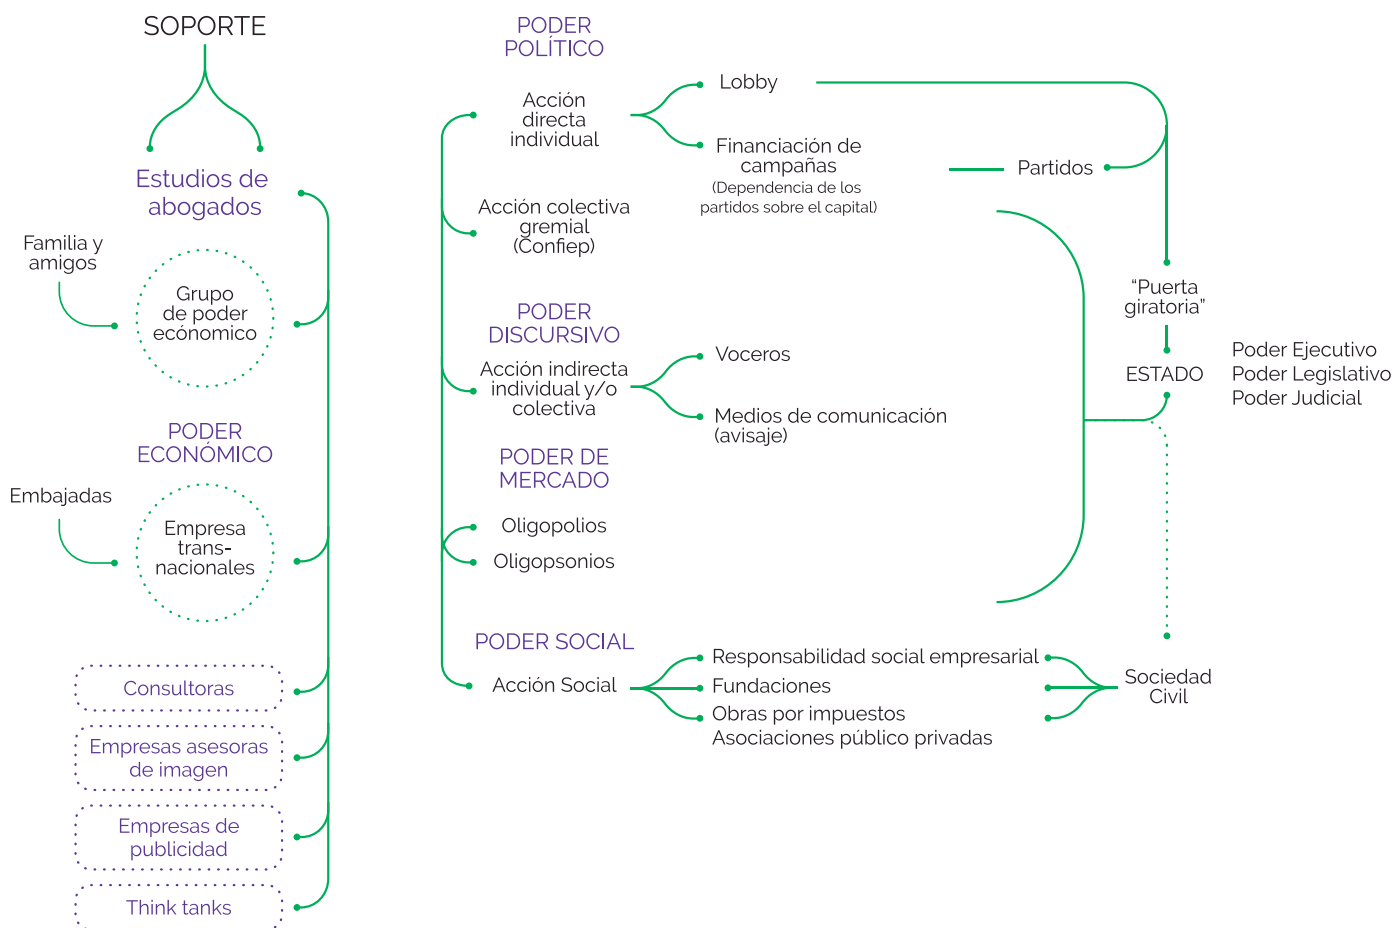 SOPORTE
Estudios de
abogados
Familia y
amigos
Grupo
de poder
ecónomico
PODER
ECONÓMICO
Embajadas
Empresa
trans-
nacionales
Consultoras
Empresas asesoras
de imagen
Empresas de
publicidad
Think tanks
PODER
POLÍTICO
Acción
directa
individual
Lobby
Financiación de
campañas
(Dependencia de los
partidos sobre el capital)
Partidos
Acción colectiva
gremial
(Confiep)
PODER
DISCURSIVO
Acción indirecta
individual y/o
colectiva
Voceros
Medios de comunicación
(avisaje)
PODER DE
MERCADO
Oligopolios
Oligopsonios
PODER SOCIAL
Acción Social
Responsabilidad social empresarial
Fundaciones
Obras por impuestos
Asociaciones público privadas
“Puerta
giratoria”
ESTADO
Poder Ejecutivo
Poder Legislativo
Poder Judicial
Sociedad
Civil